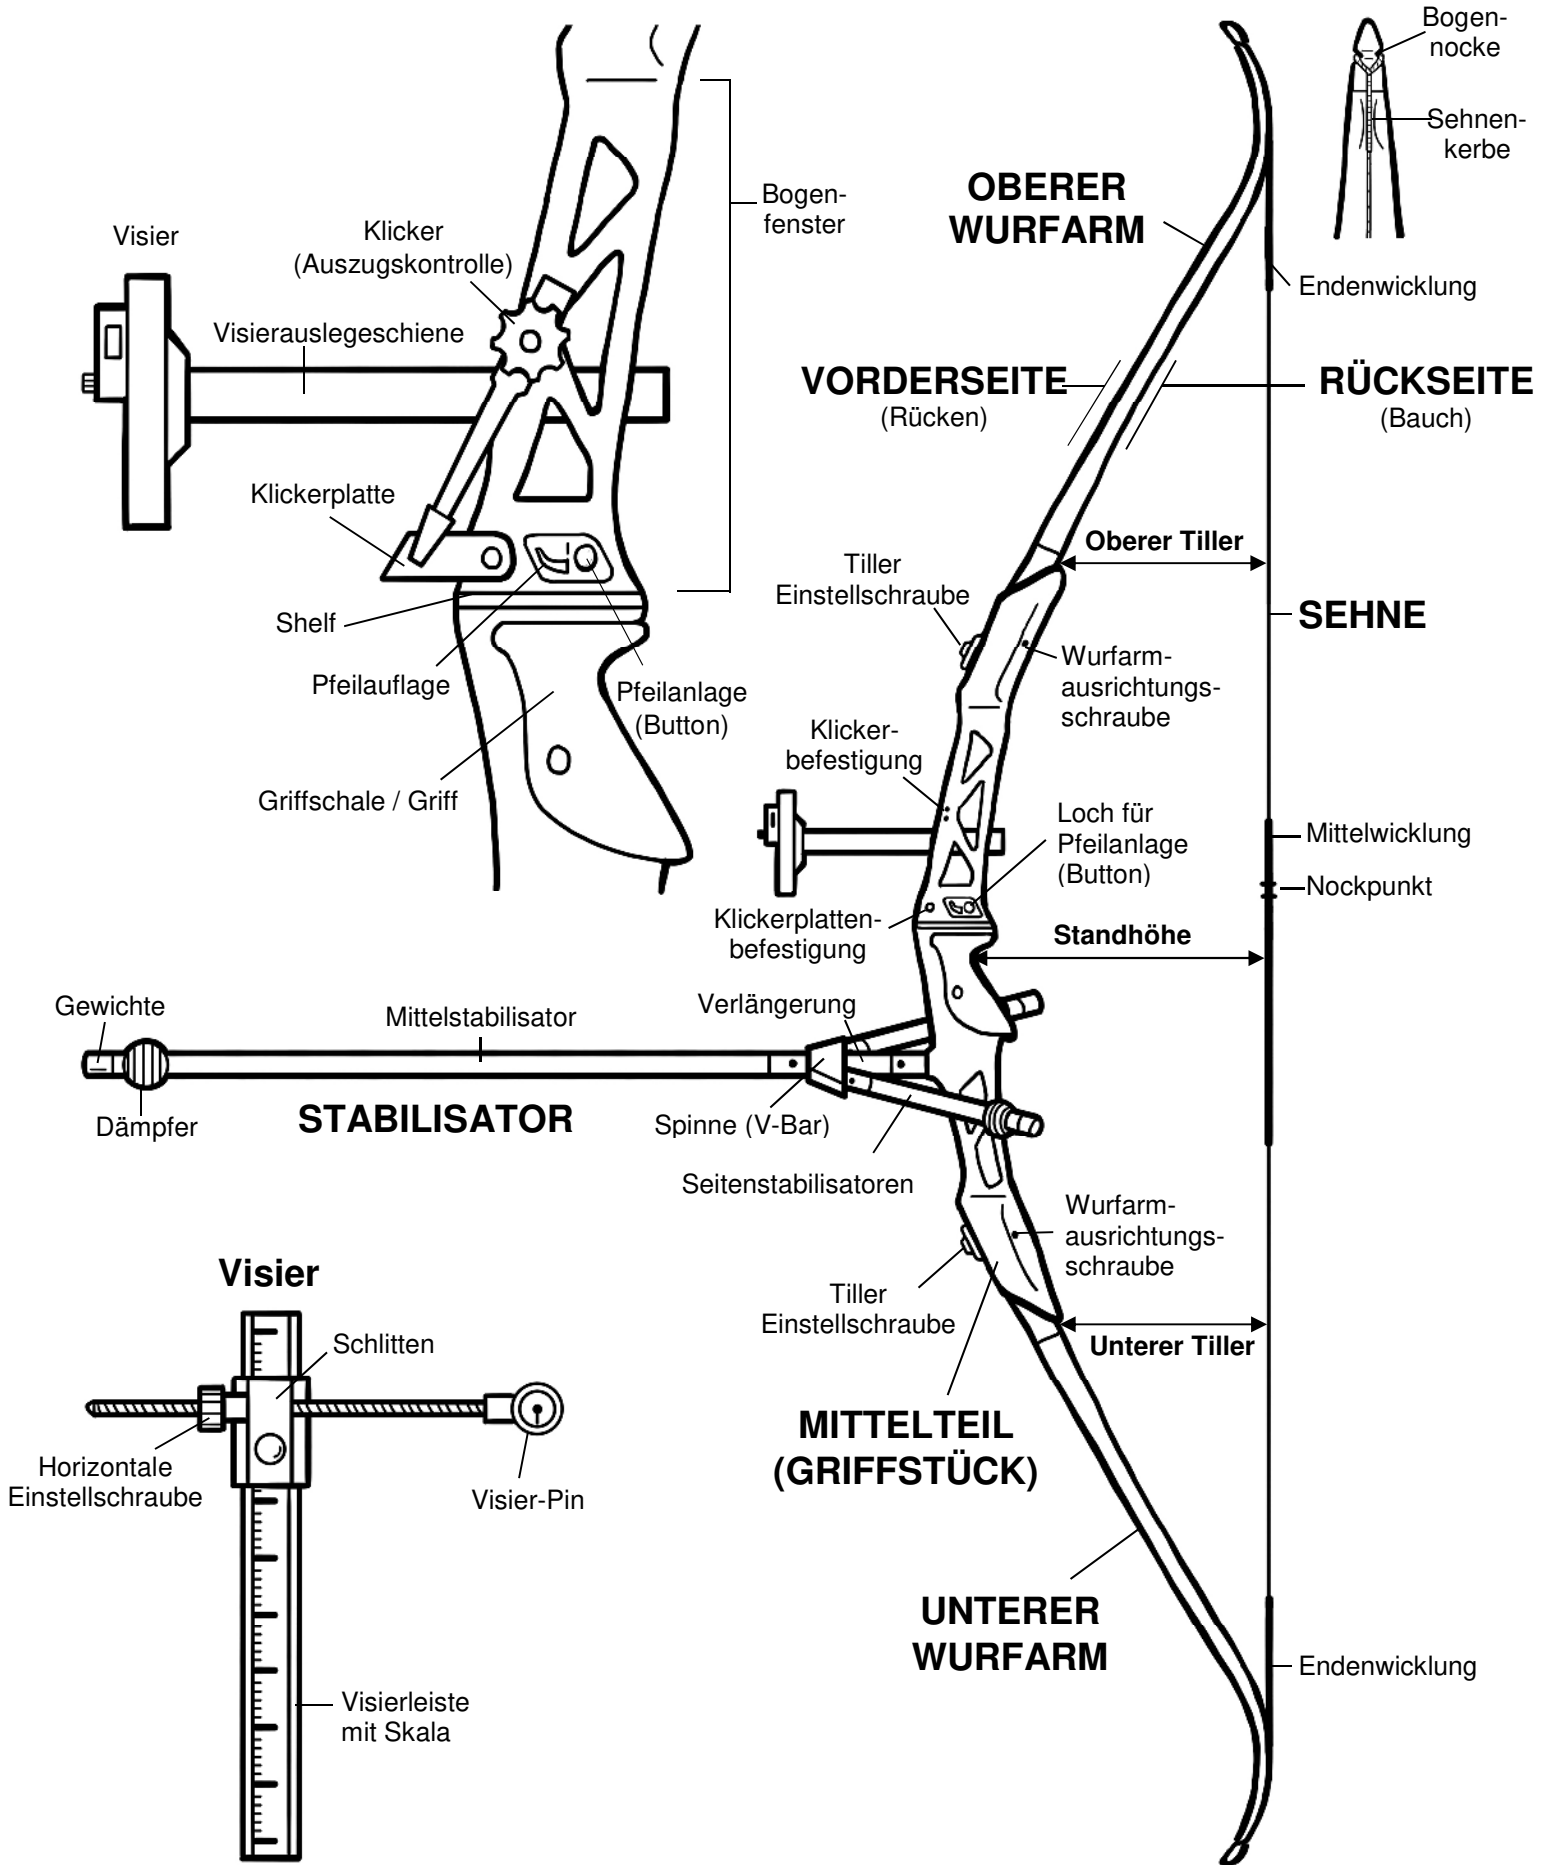 Bogen-
nocke
Sehnen-
kerbe
OBERER
WURFARM
Bogen-
fenster
Klicker
(Auszugskontrolle)
Visier
Endenwicklung
Visierauslegeschiene
VORDERSEITE
(Rücken)
RÜCKSEITE
(Bauch)
Klickerplatte
Oberer Tiller
Tiller
Einstellschraube
SEHNE
Shelf
Wurfarm-
ausrichtungs-
schraube
Pfeilauflage
Pfeilanlage
(Button)
Klicker-
befestigung
Griffschale / Griff
Loch für
Pfeilanlage
(Button)
Mittelwicklung
Nockpunkt
Klickerplatten-
befestigung
Standhöhe
Gewichte
Mittelstabilisator
Verlängerung
Dämpfer
STABILISATOR
Spinne (V-Bar)
Seitenstabilisatoren
Wurfarm-
ausrichtungs-
schraube
Visier
Tiller
Einstellschraube
Unterer Tiller
Schlitten
MITTELTEIL
(GRIFFSTÜCK)
Horizontale
Einstellschraube
Visier-Pin
UNTERER
WURFARM
Endenwicklung
Visierleiste
mit Skala